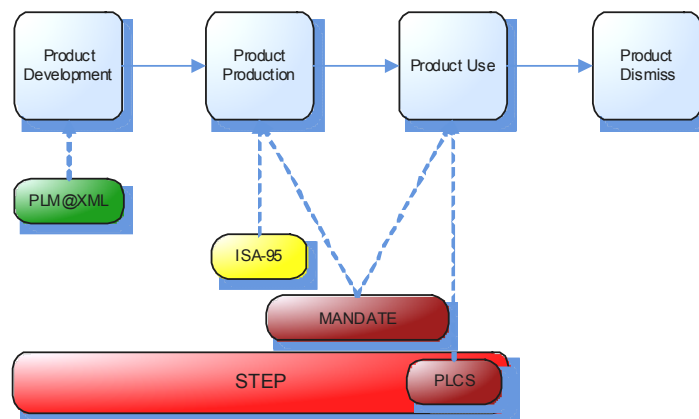 Product
Development
Product
Production
Product Use
Product
Dismiss
PLM@XML
ISA-95
MANDATE
STEP
PLCS